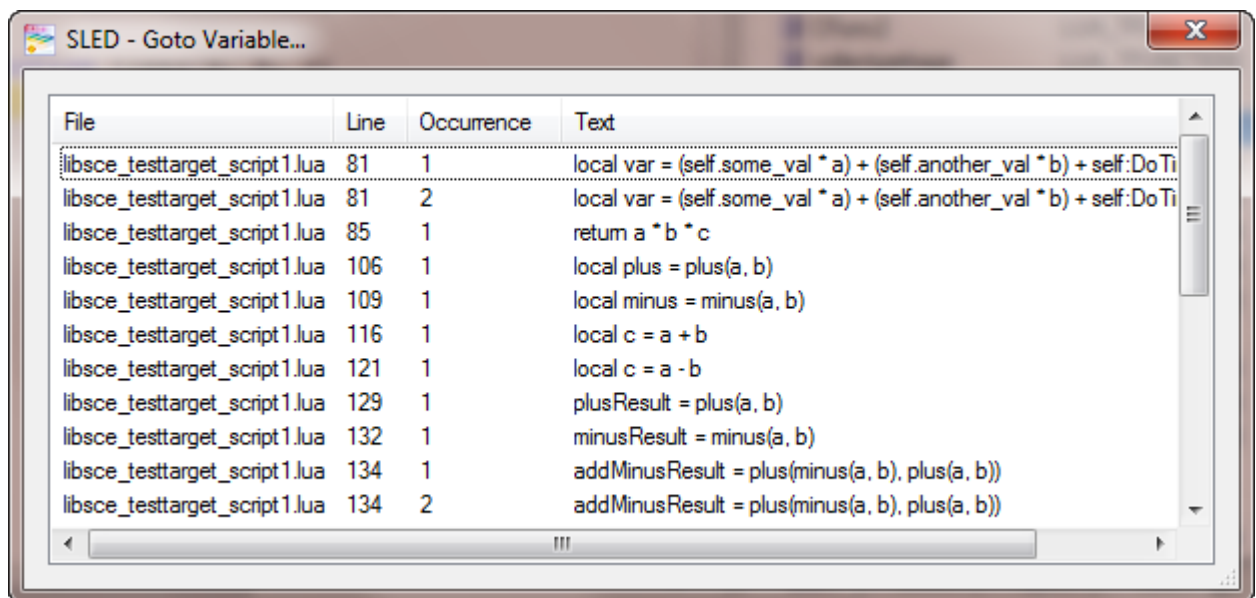 SLED - Goto Variable...
File Line Occurrence Text
libsce_testtarget_script1.lua 81 1 local var = (self.some_val * a) + (self.another_val * b) + self:DoTi
libsce_testtarget_script1.lua 81 2 local var = (self.some_val * a) + (self.another_val * b) + self:DoTi
libsce_testtarget_script1.lua 85 1 return a * b * c
libsce_testtarget_script1.lua 106 1 local plus = plus(a, b)
libsce_testtarget_script1.lua 109 1 local minus = minus(a, b)
libsce_testtarget_script1.lua 116 1 local c = a + b
libsce_testtarget_script1.lua 121 1 local c = a - b
libsce_testtarget_script1.lua 129 1 plusResult = plus(a, b)
libsce_testtarget_script1.lua 132 1 minusResult = minus(a, b)
libsce_testtarget_script1.lua 134 1 addMinusResult = plus(minus(a, b), plus(a, b))
libsce_testtarget_script1.lua 134 2 addMinusResult = plus(minus(a, b), plus(a, b))